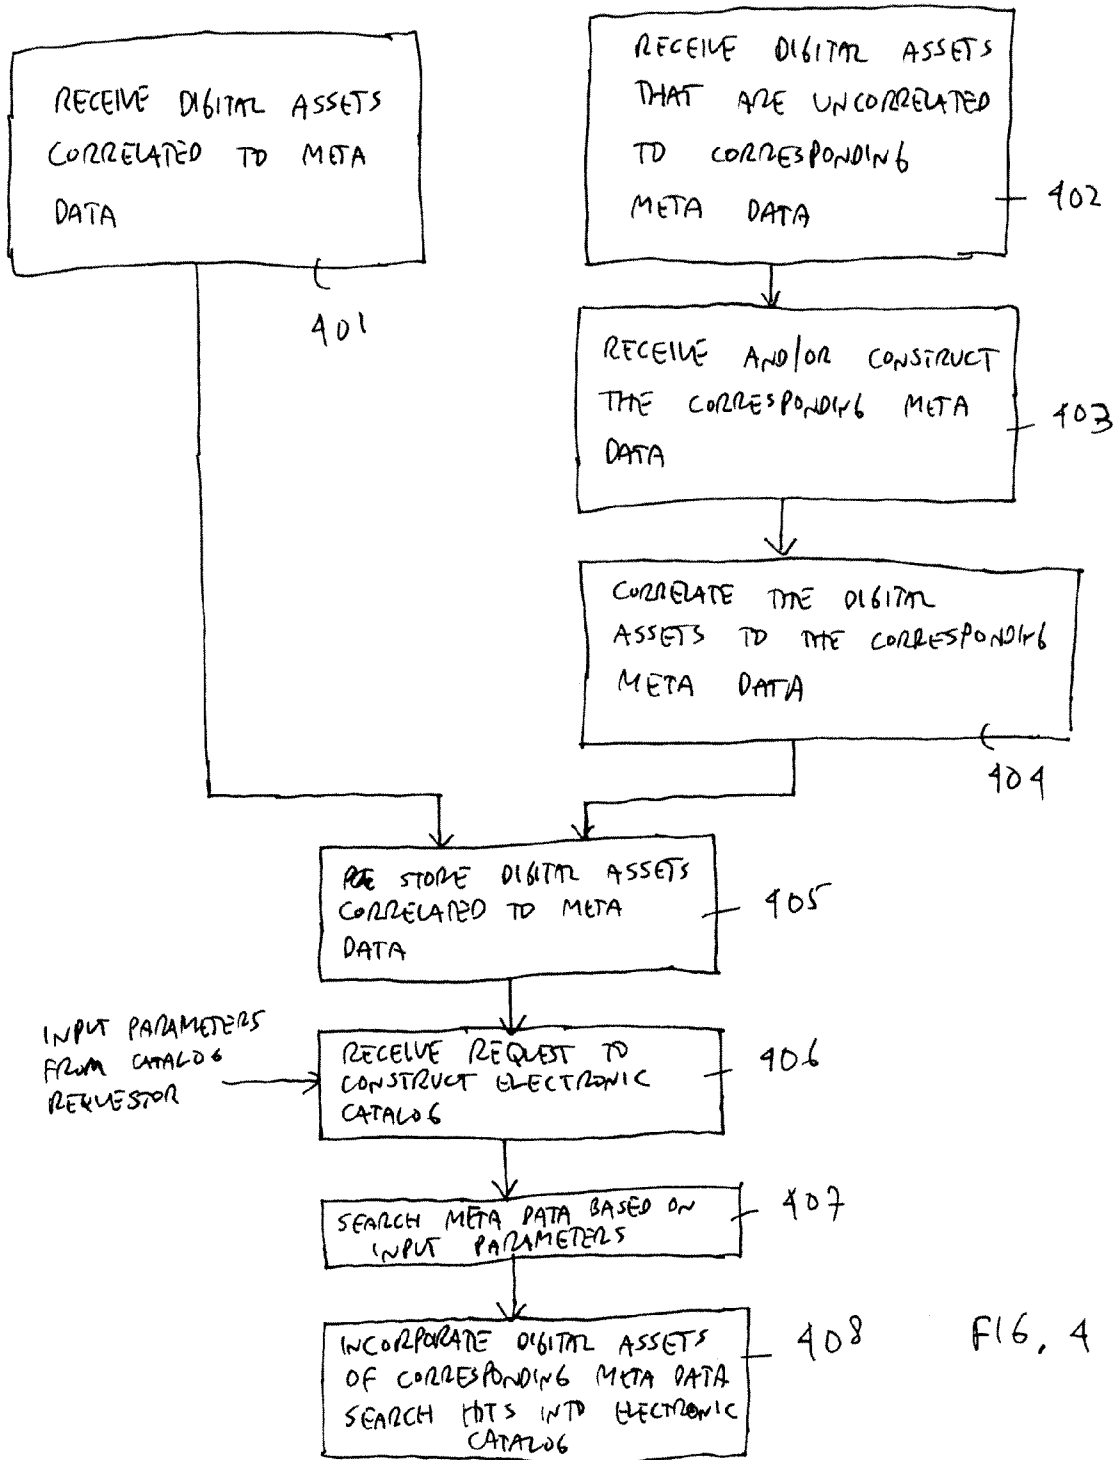 RECEIVE DIGITAL ASSETS
CORRELATED TO META
DATA
401
RECEIVE DIGITAL ASSETS
THAT ARE UNCORRELATED
TO CORRESPONDING
META DATA
402
RECEIVE AND/OR CONSTRUCT
THE CORRESPONDING META
DATA
403
CORRELATE THE DIGITAL
ASSETS TO THE CORRESPONDING
META DATA
404
STORE DIGITAL ASSETS
CORRELATED TO META
DATA
405
INPUT PARAMETERS
FROM CATALOG
REQUESTOR
RECEIVE REQUEST TO
CONSTRUCT ELECTRONIC
CATALOG
406
SEARCH META DATA BASED ON
INPUT PARAMETERS
407
INCORPORATE DIGITAL ASSETS
OF CORRESPONDING META DATA
SEARCH HITS INTO ELECTRONIC
CATALOG
408
FIG. 4